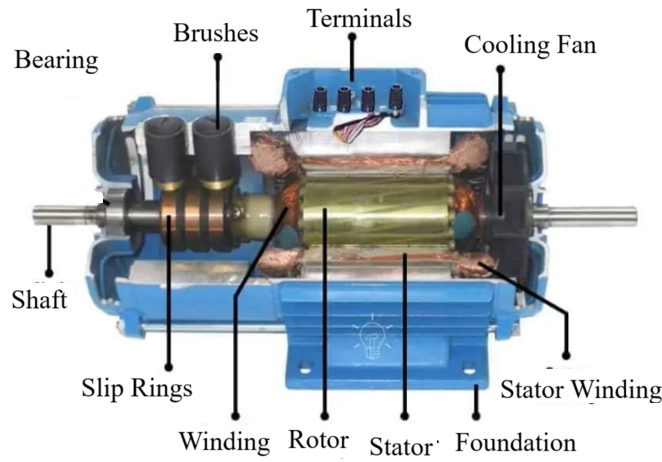 Terminals
Brushes
Cooling Fan
Bearing
Shaft
Slip Rings
Stator Winding
Winding
Rotor
Stator
Foundation